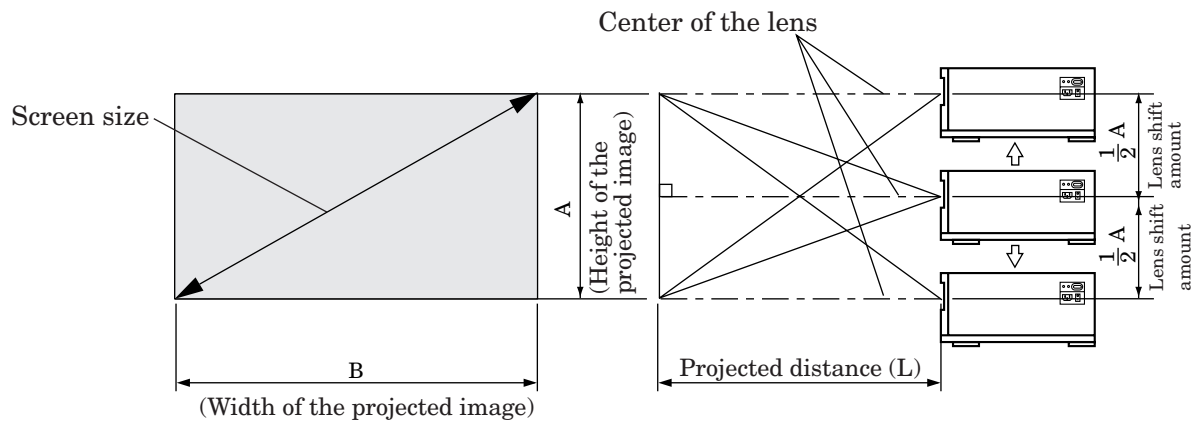 Center of the lens
Screen size
A
(Height of the
projected image)
B
(Width of the projected image)
Projected distance (L)
1/2 A
Lens shift
amount
1/2 A
Lens shift
amount